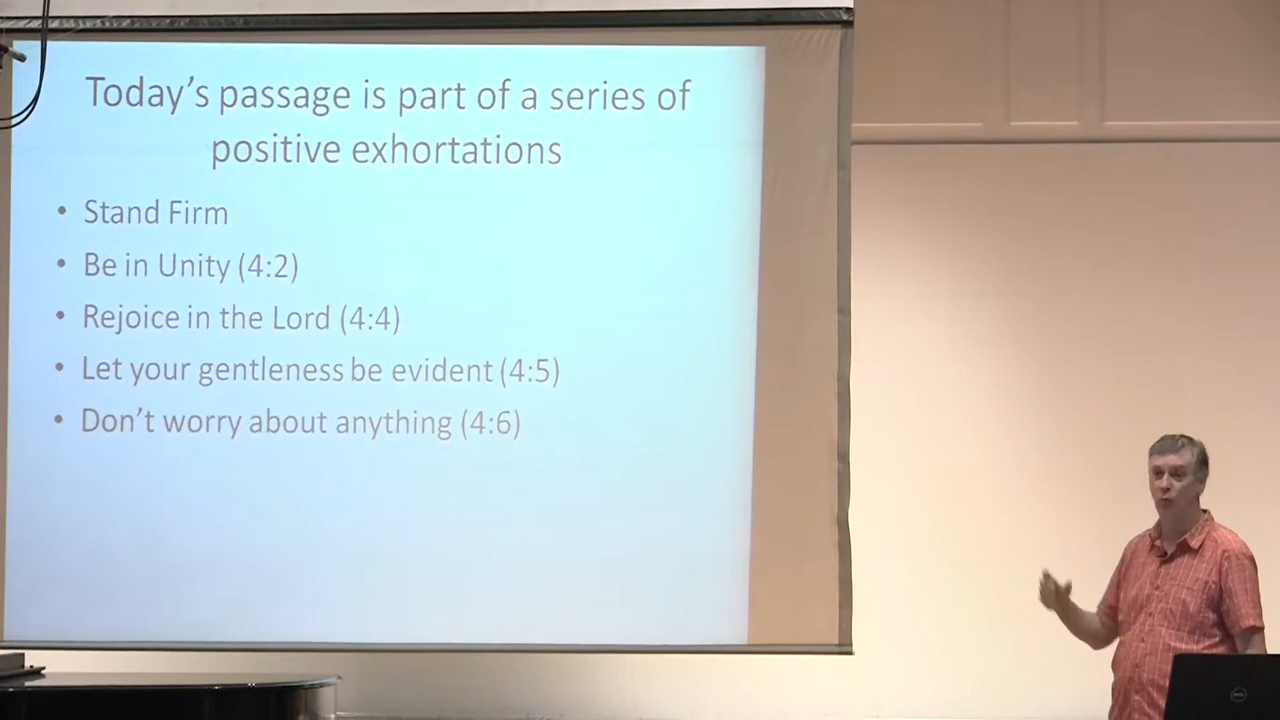 Today's passage is part of a series of
positive exhortations
• Stand Firm
• Be in Unity (4:2)
• Rejoice in the Lord (4:4)
• Let your gentleness be evident (4:5)
• Don't worry about anything (4:6)
DELL